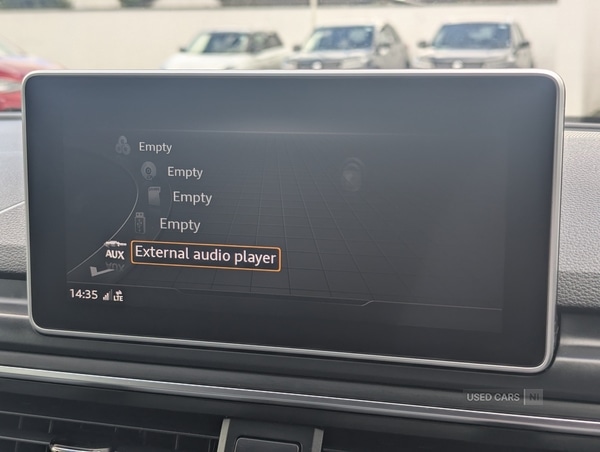 Empty
Empty
Empty
Empty
AUX External audio player
14:35 LTE
USED CARS NI